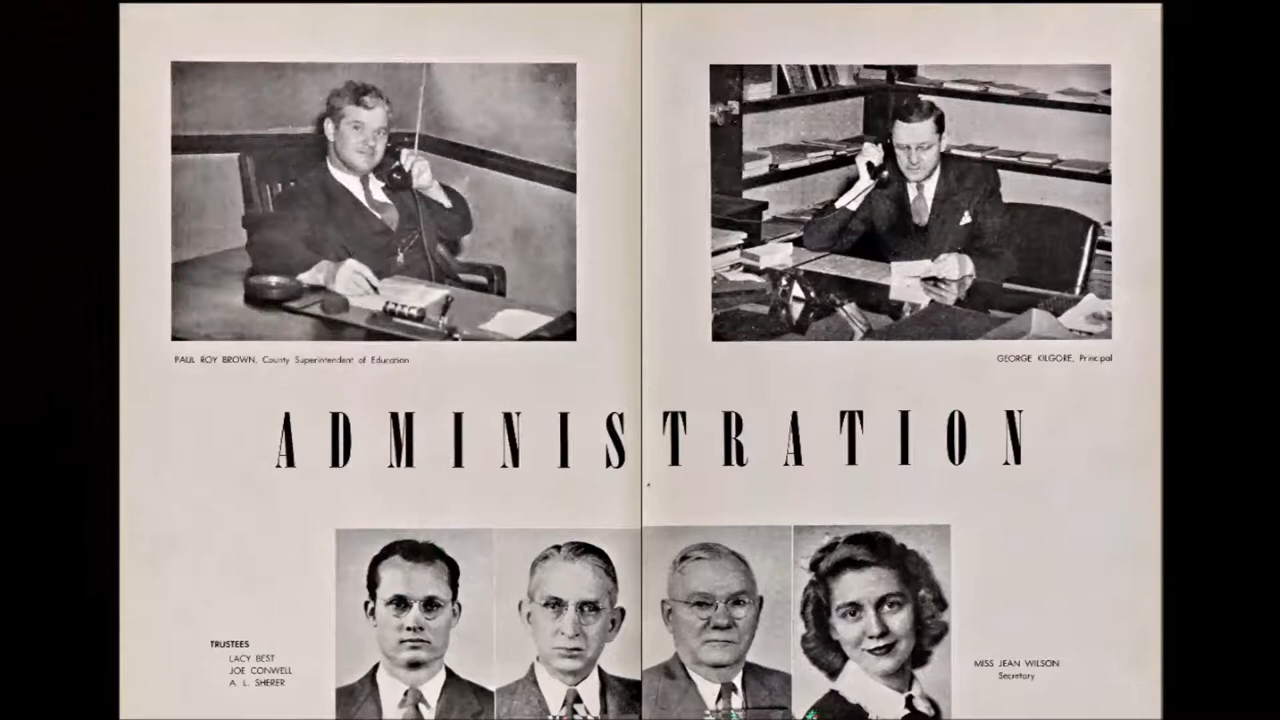 PAUL ROY BROWN, County Superintendent of Education
GEORGE KILGORE, Principal
ADMINISTRATION
TRUSTEES
LACY BEST
JOE CONWELL
A. L. SHERER
MISS JEAN WILSON
Secretary